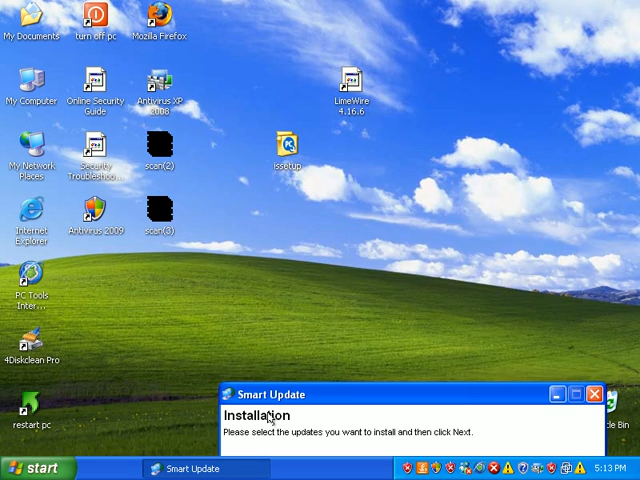 My Documents
turn off pc
Mozilla Firefox
My Computer
Online Security
Guide
Antivirus XP
2008
LimeWire
4.16.6
My Network
Places
Security
Troubleshoo...
scan(2)
issetup
Internet
Explorer
Antivirus 2009
scan(3)
PC Tools
Inter...
4Diskclean Pro
restart pc
Smart Update
Installation
Please select the updates you want to install and then click Next.
le Bin
start
Smart Update
5:13 PM